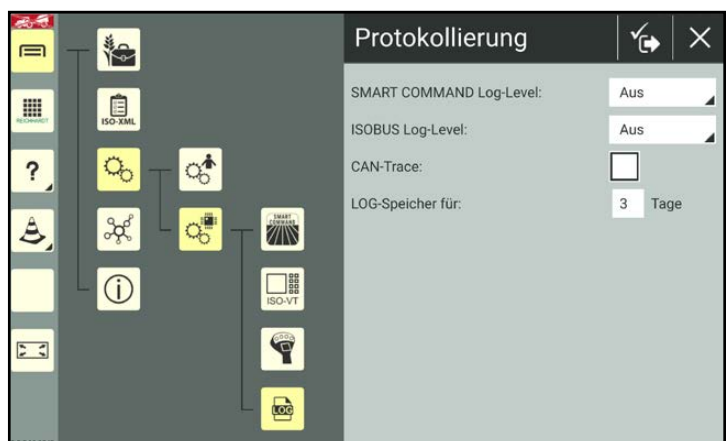 Protokollierung
SMART COMMAND Log-Level: Aus
ISOBUS Log-Level: Aus
CAN-Trace:
LOG-Speicher für: 3 Tage
REICHHARDT
ISO-XML
?
SMART
COMMAND
ISO-VT
LOG